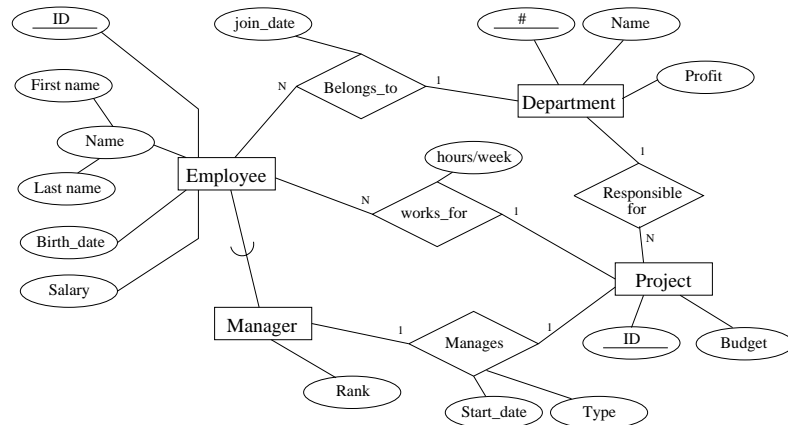 ID
join_date
#
Name
First name
N
Belongs_to
1
Profit
Department
Name
hours/week
1
Employee
Last name
N
works_for
1
Responsible
for
Birth_date
N
Salary
Project
Manager
1
Manages
1
ID
Budget
Rank
Start_date
Type